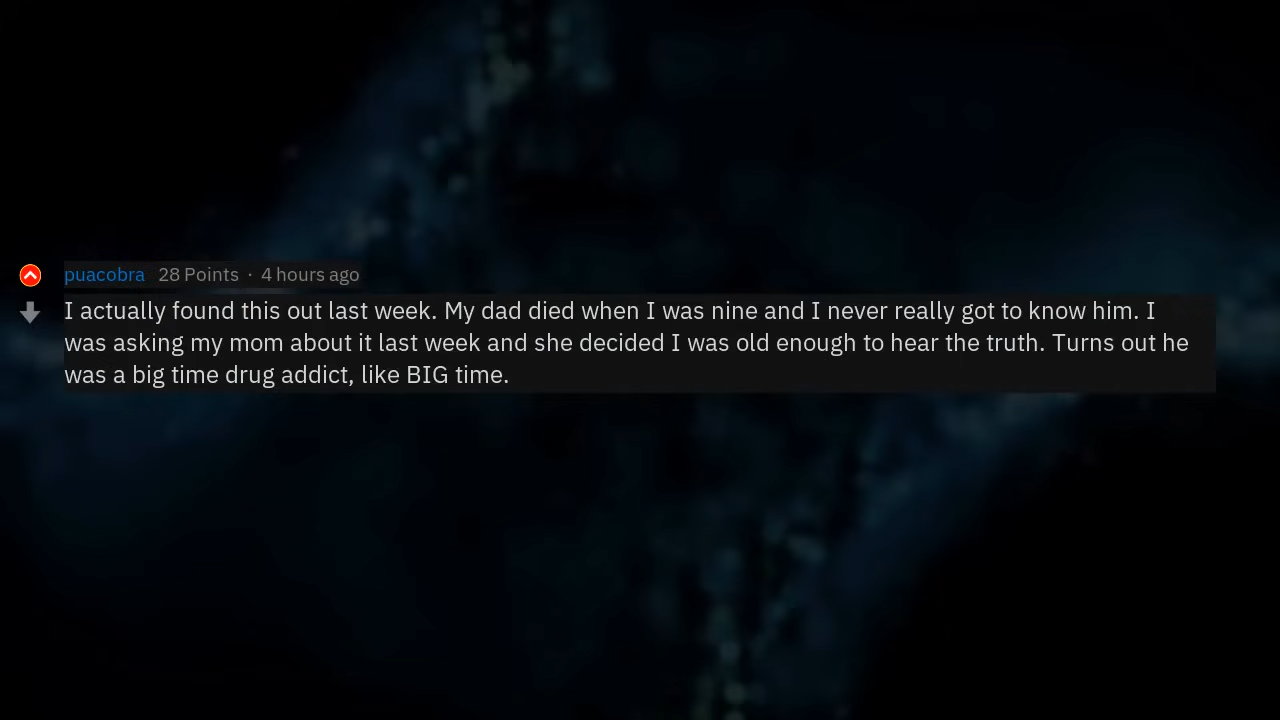 puacobra 28 Points · 4 hours ago
I actually found this out last week. My dad died when I was nine and I never really got to know him. I
was asking my mom about it last week and she decided I was old enough to hear the truth. Turns out he
was a big time drug addict, like BIG time.